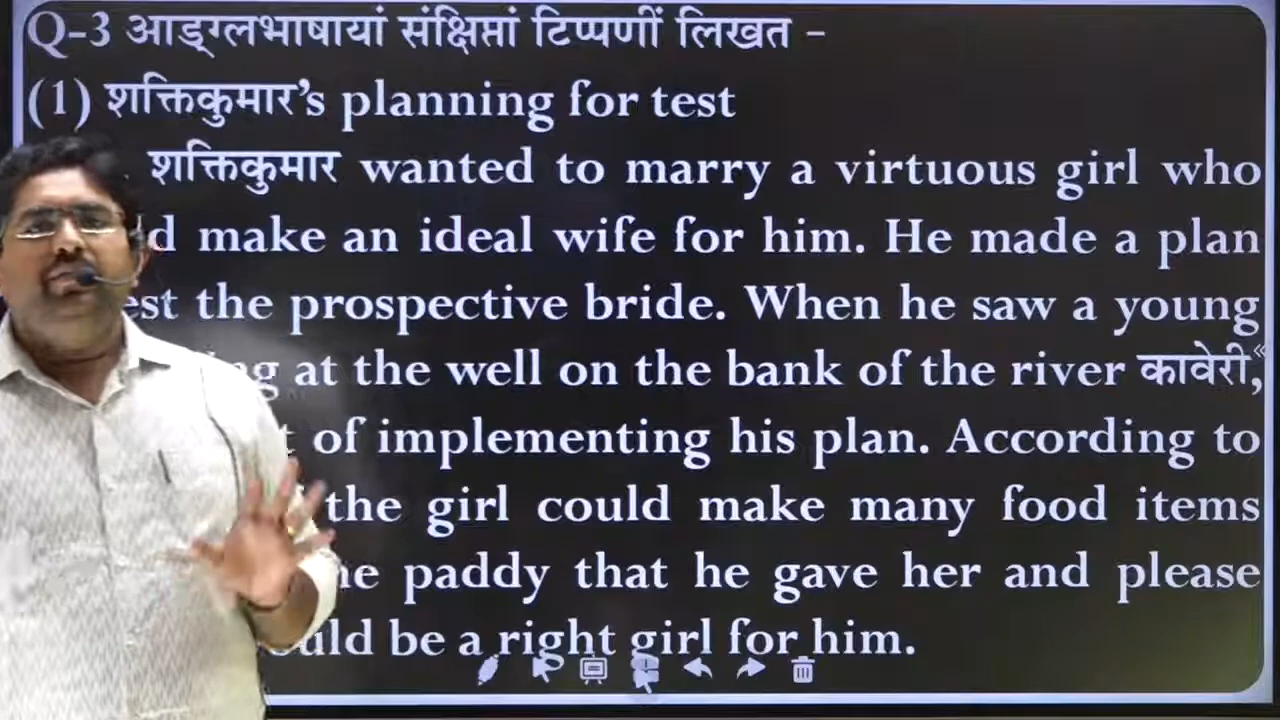 Q-3 आङ्ग्लभाषायां संक्षिप्तां टिप्पणीं लिखत -
(1) शक्तिकुमार's planning for test
शक्तिकुमार wanted to marry a virtuous girl who
make an ideal wife for him. He made a plan
the prospective bride. When he saw a young
at the well on the bank of the river कावेरी,
of implementing his plan. According to
the girl could make many food items
paddy that he gave her and please
be a right girl for him.